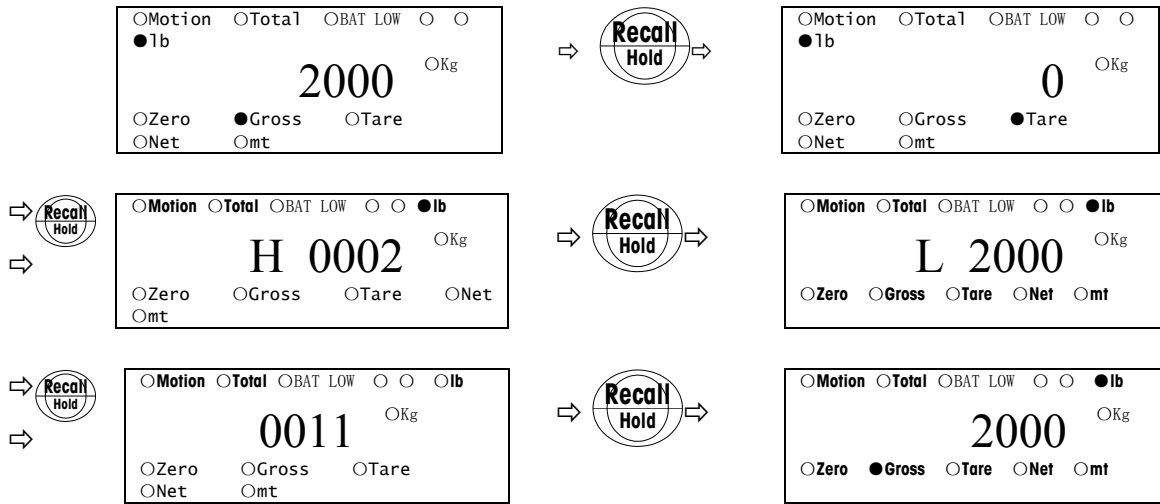 ○Motion ○Total ○BAT LOW ○ ○
●lb
○Kg
2000
○Zero ●Gross ○Tare
○Net ○mt
⇨ Recall Hold ⇨
○Motion ○Total ○BAT LOW ○ ○
●lb
○Kg
0
○Zero ○Gross ●Tare
○Net ○mt
⇨ Recall
Hold
⇨
○Motion ○Total ○BAT LOW ○ ○ ●lb
○Kg
H 0002
○Zero ○Gross ○Tare ○Net
○mt
⇨ Recall Hold ⇨
○Motion ○Total ○BAT LOW ○ ○ ●lb
○Kg
L 2000
○Zero ○Gross ○Tare ○Net ○mt
⇨ Recall
Hold
⇨
○Motion ○Total ○BAT LOW ○ ○ ○lb
0011 ○Kg
○Zero ○Gross ○Tare
○Net ○mt
⇨ Recall Hold ⇨
○Motion ○Total ○BAT LOW ○ ○ ●lb
○Kg
2000
○Zero ●Gross ○Tare ○Net ○mt